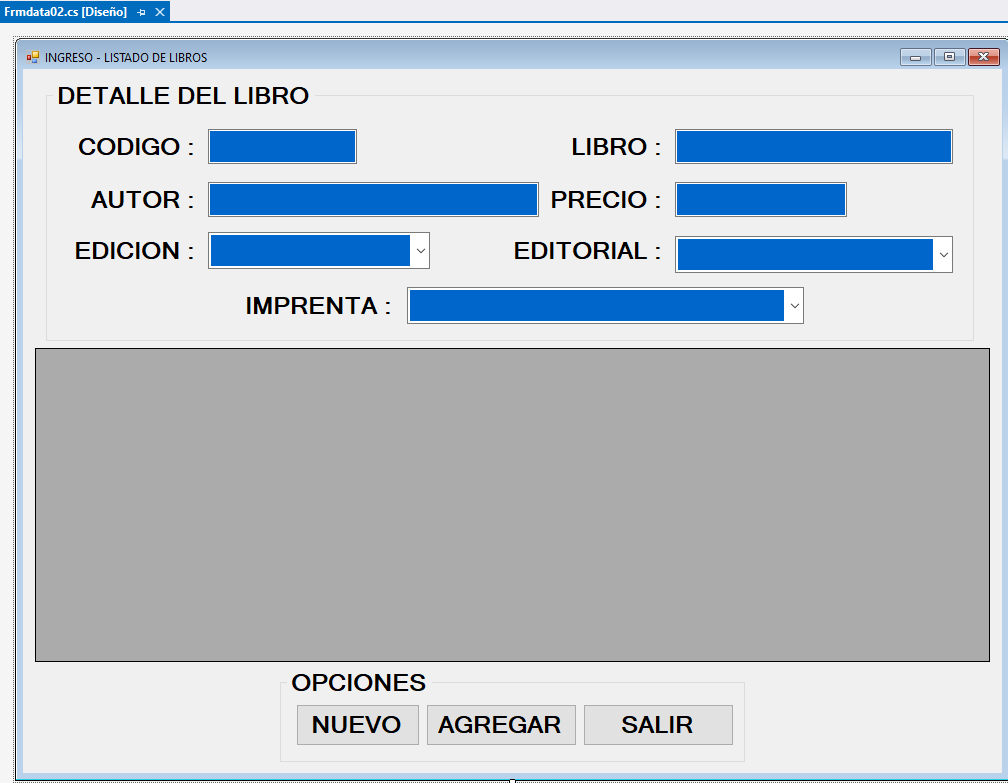 Frmdata02.cs [Diseño]
INGRESO - LISTADO DE LIBROS
DETALLE DEL LIBRO
CODIGO : LIBRO :
AUTOR : PRECIO :
EDICION : EDITORIAL :
IMPRENTA :
OPCIONES
NUEVO AGREGAR SALIR